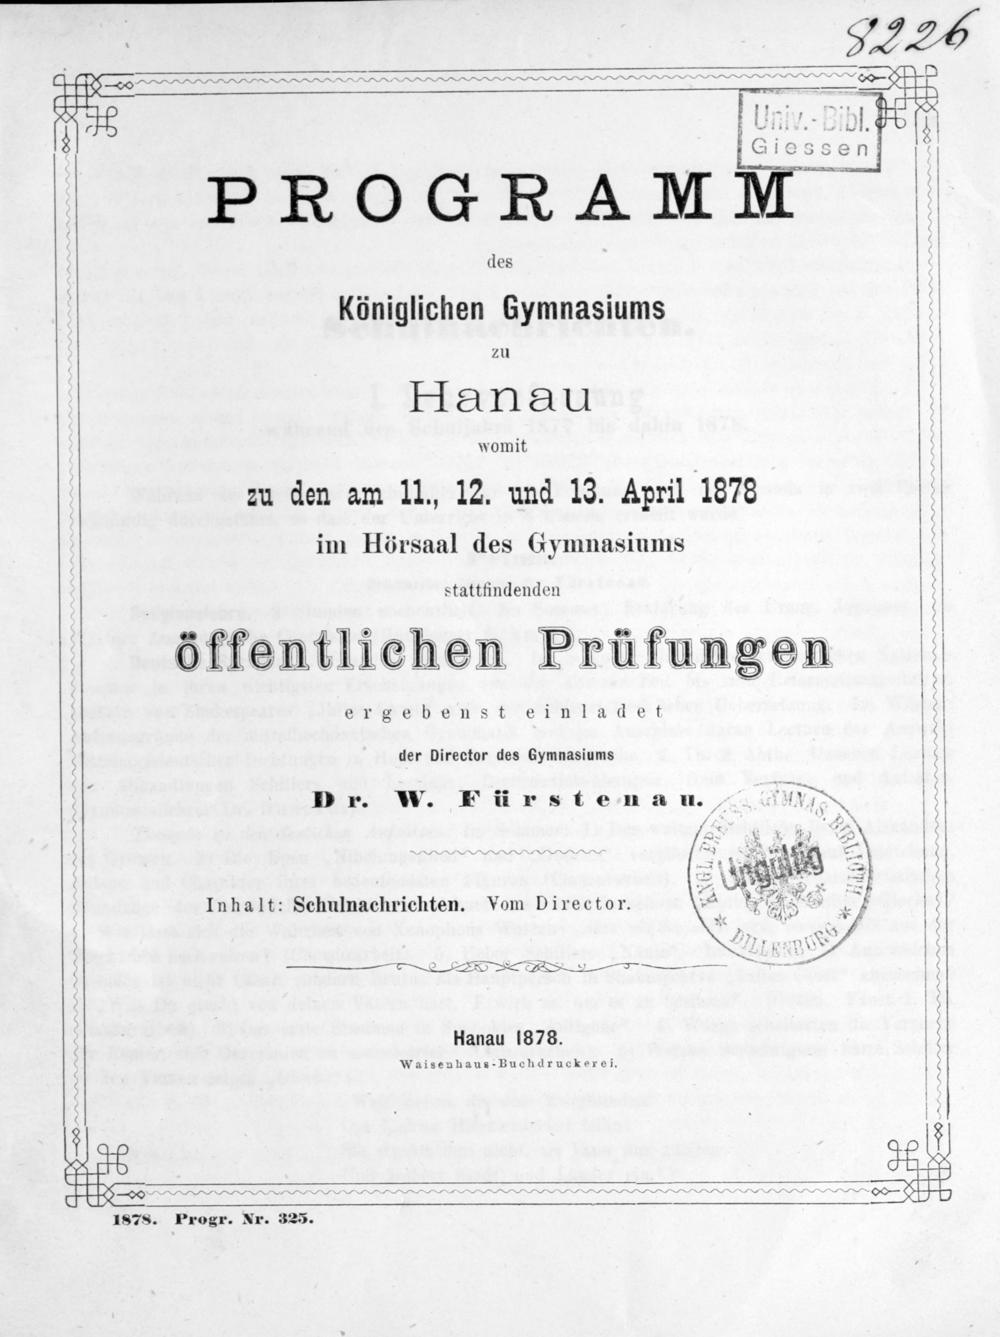 8226
Univ.-Bibl.
Giessen
PROGRAMM
des
Königlichen Gymnasiums
zu
Hanau
womit
zu den am 11., 12. und 13. April 1878
im Hörsaal des Gymnasiums
stattfindenden
öffentlichen Prüfungen
ergebenst einladet
der Director des Gymnasiums
Dr. W. Fürstenau.
BIBLIOTHEK
GYMNAS.
Ungültig
DILLENBURG
Inhalt: Schulnachrichten. Vom Director.
Hanau 1878.
Waisenhaus-Buchdruckerei.
1878. Progr. Nr. 325.